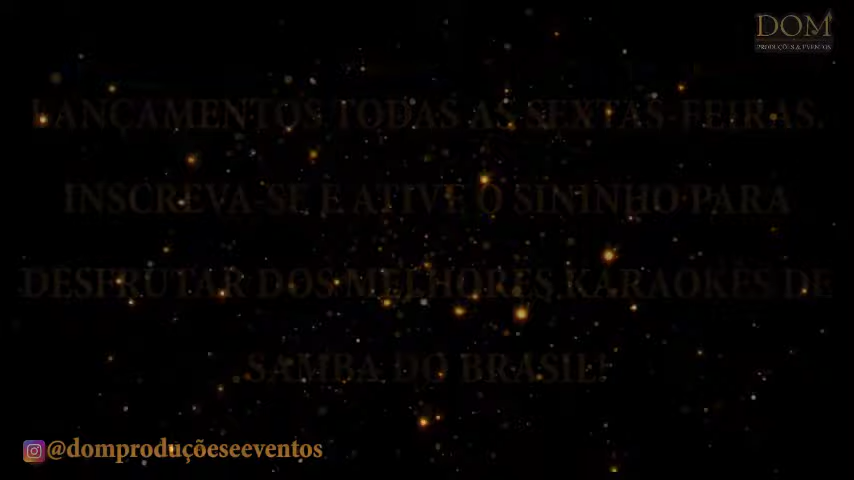 DOM
PRODUÇÕES & EVENTOS
LANÇAMENTOS TODAS AS SEXTAS-FEIRAS.
INSCREVA-SE E ATIVE O SININHO PARA
DESFRUTAR DOS MELHORES KARAOKÊS DE
SAMBA DO BRASIL!
@domproduçõeseeventos